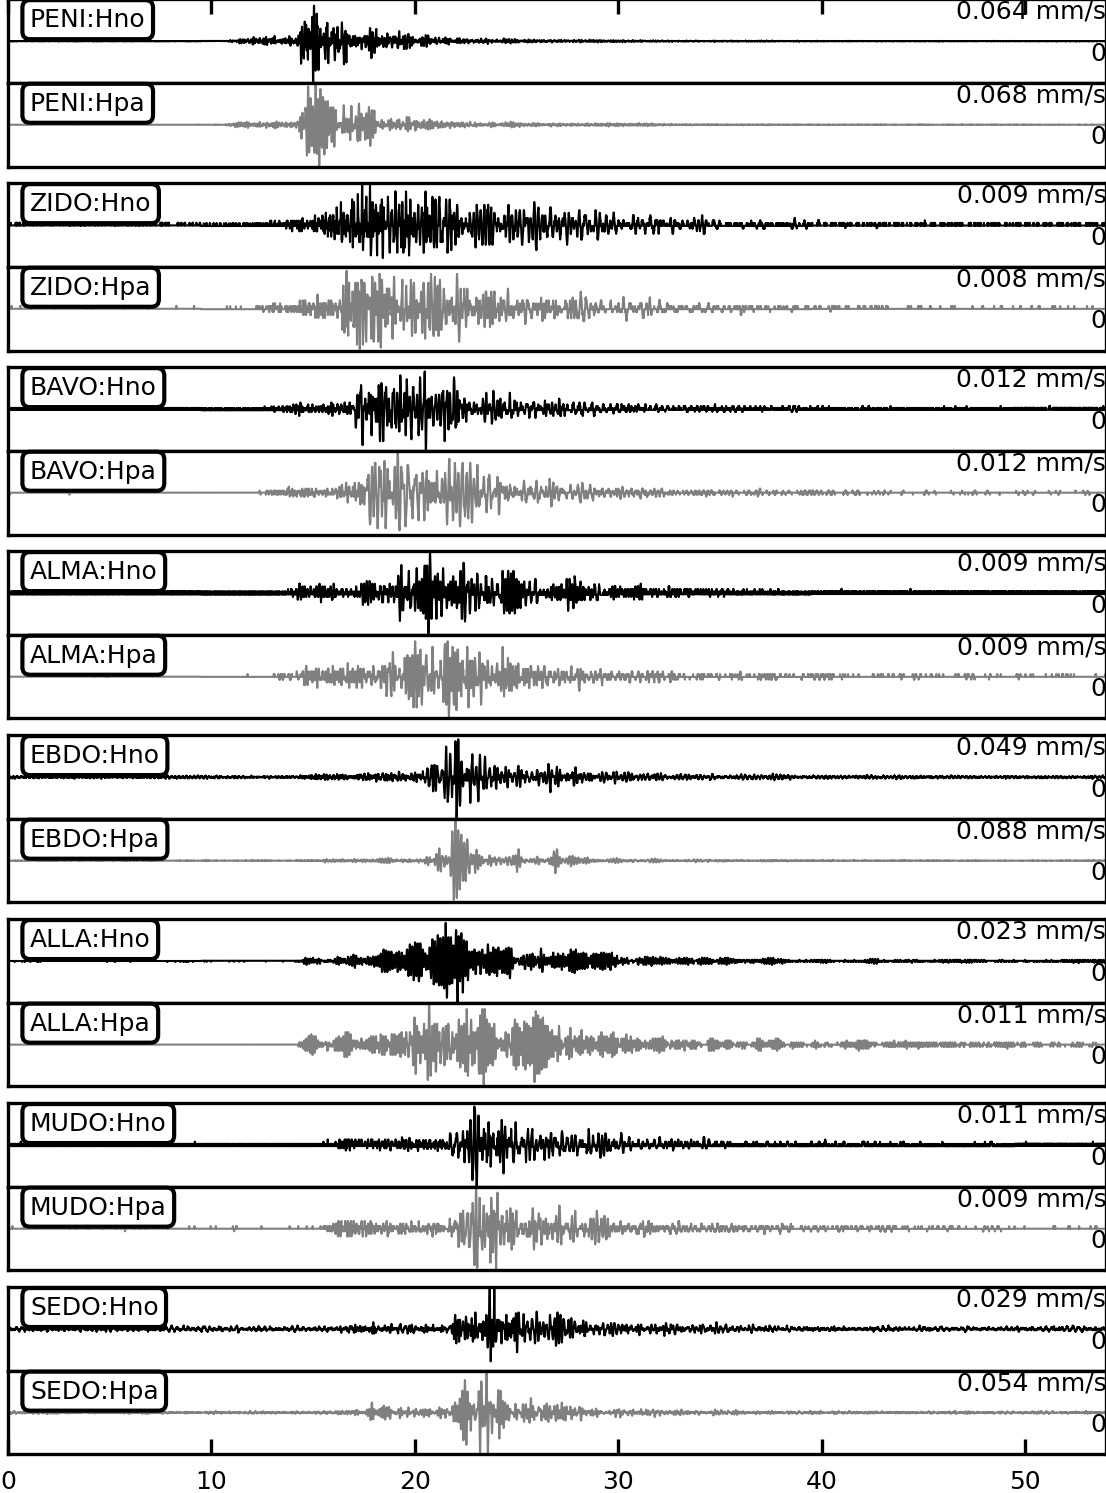 PENI:Hno 0.064 mm/s
0
PENI:Hpa 0.068 mm/s
0
ZIDO:Hno 0.009 mm/s
0
ZIDO:Hpa 0.008 mm/s
0
BAVO:Hno 0.012 mm/s
0
BAVO:Hpa 0.012 mm/s
0
ALMA:Hno 0.009 mm/s
0
ALMA:Hpa 0.009 mm/s
0
EBDO:Hno 0.049 mm/s
0
EBDO:Hpa 0.088 mm/s
0
ALLA:Hno 0.023 mm/s
0
ALLA:Hpa 0.011 mm/s
0
MUDO:Hno 0.011 mm/s
0
MUDO:Hpa 0.009 mm/s
0
SEDO:Hno 0.029 mm/s
0
SEDO:Hpa 0.054 mm/s
0
0 10 20 30 40 50